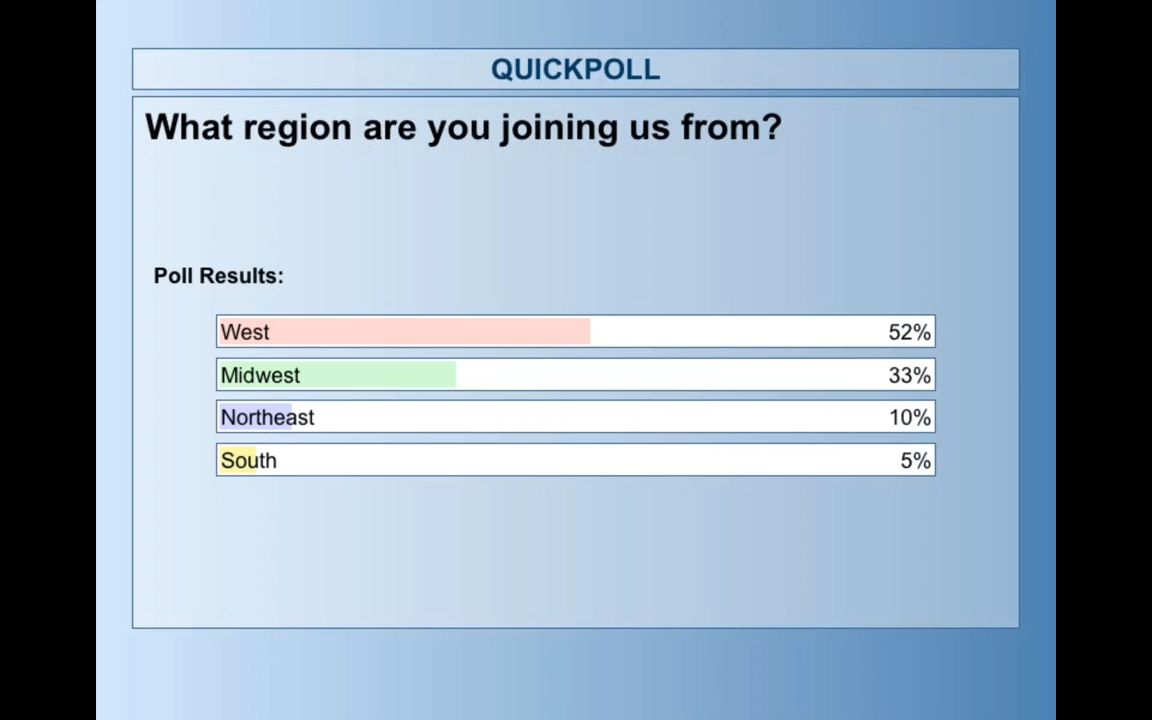 QUICKPOLL
What region are you joining us from?
Poll Results:
West 52%
Midwest 33%
Northeast 10%
South 5%